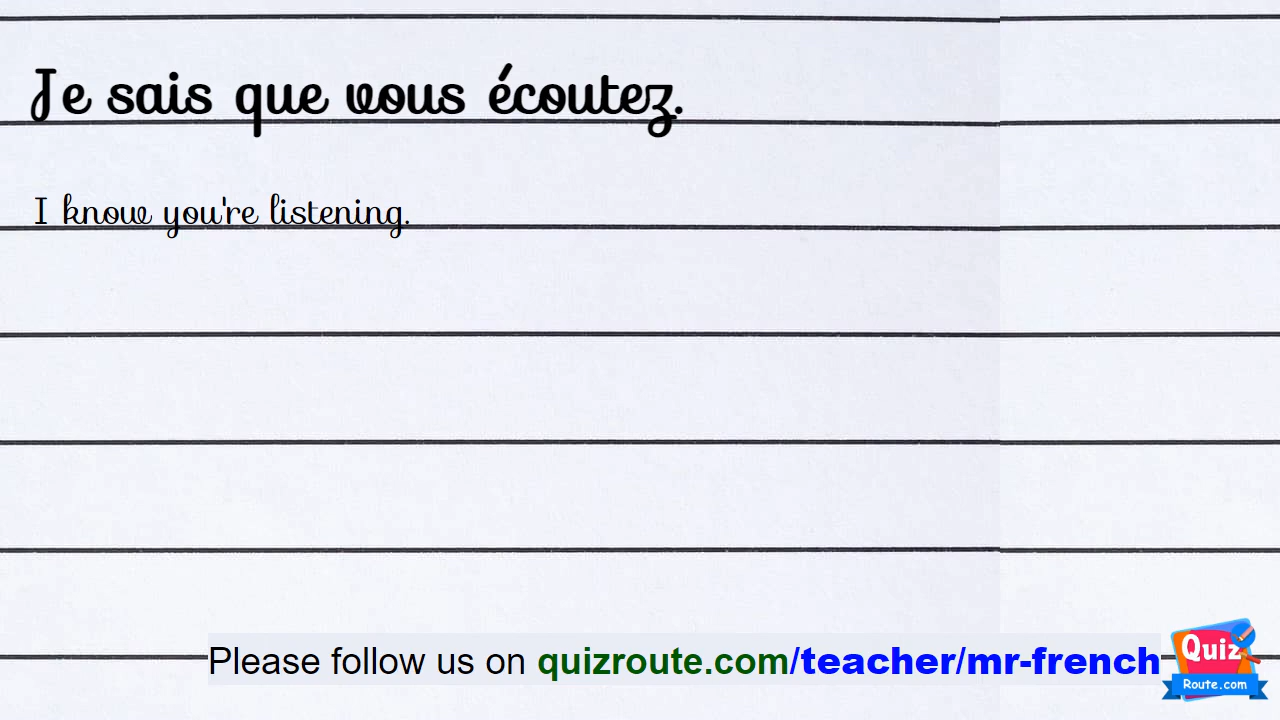 Je sais que vous écoutez.
I know you're listening.
Please follow us on quizroute.com/teacher/mr-french
Quiz
Route.com